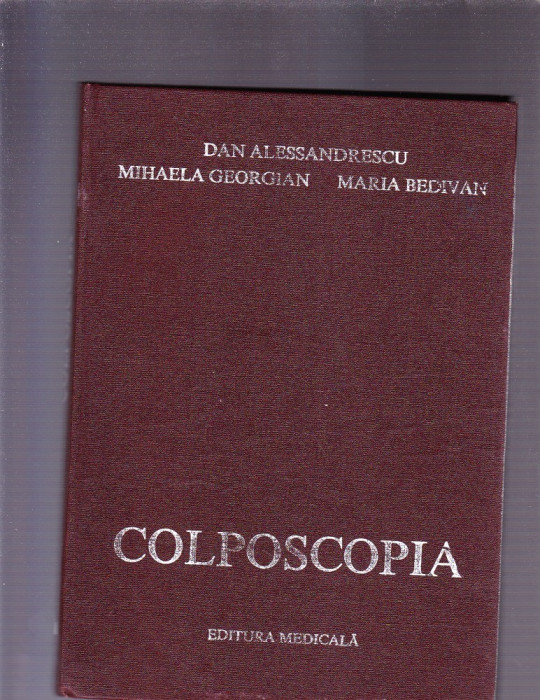 DAN ALESSANDRESCU
MIHAELA GEORGIAN MARIA BEDIVAN
COLPOSCOPIA
EDITURA MEDICALĂ